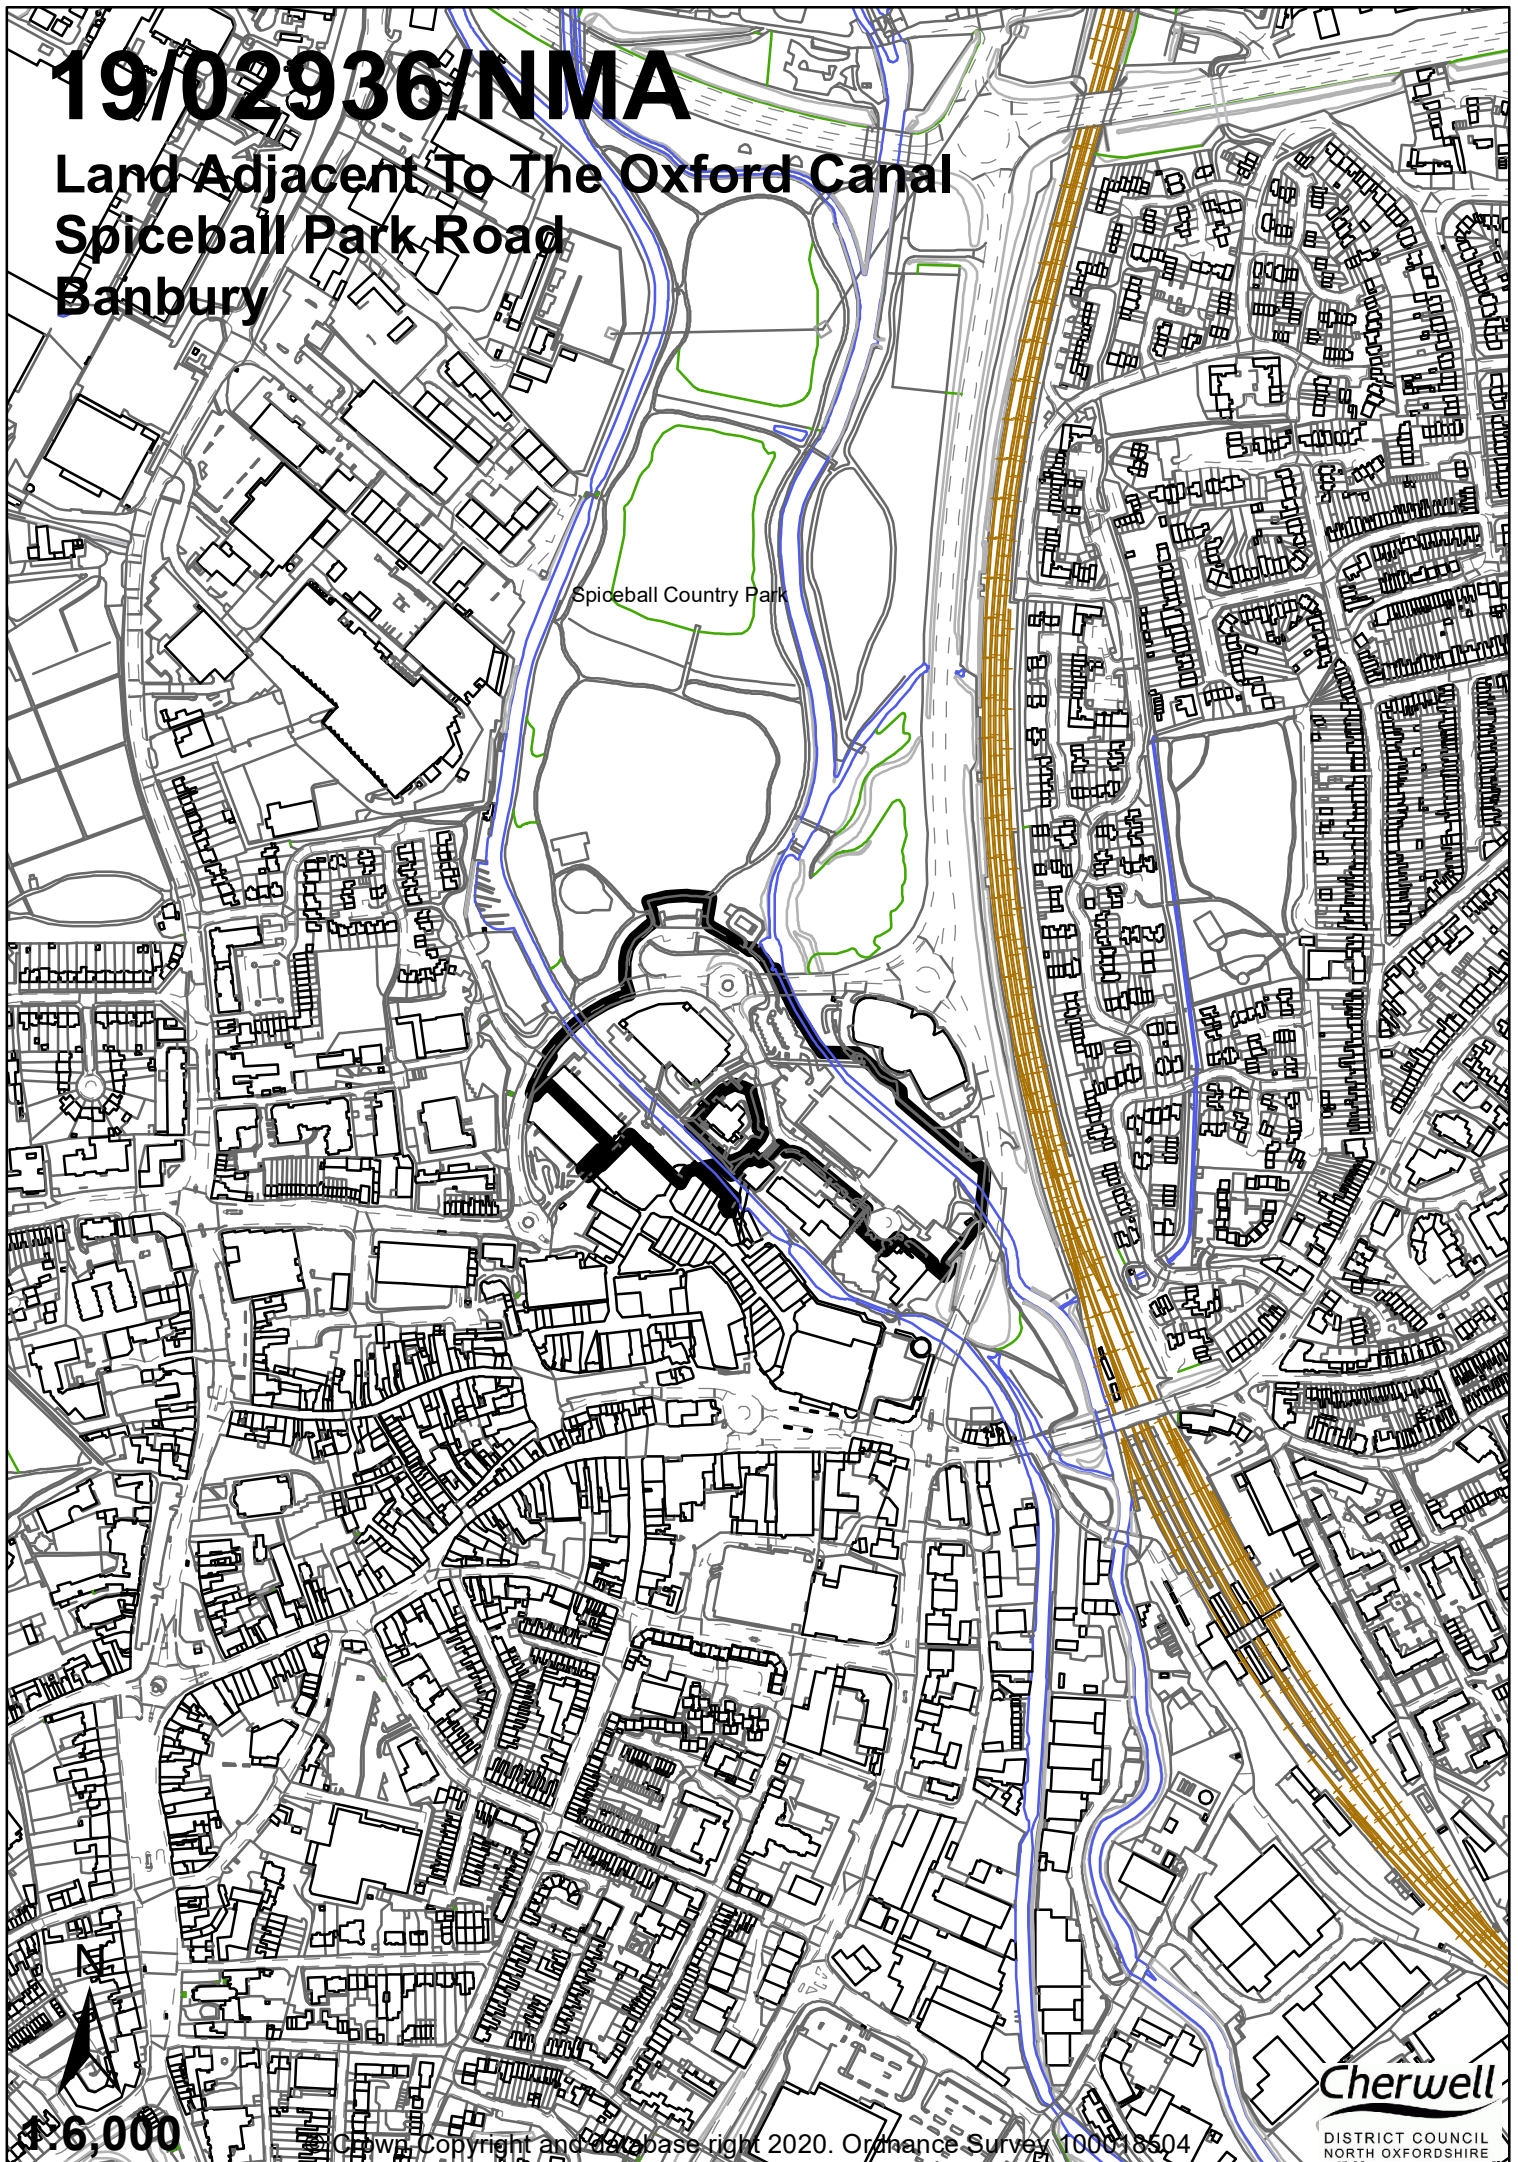 19/02936/NMA
Land Adjacent To The Oxford Canal
Spiceball Park Road
Banbury
Spiceball Country Park
N
1:6,000
© Crown Copyright and database right 2020. Ordnance Survey 100018504
Cherwell
DISTRICT COUNCIL
NORTH OXFORDSHIRE